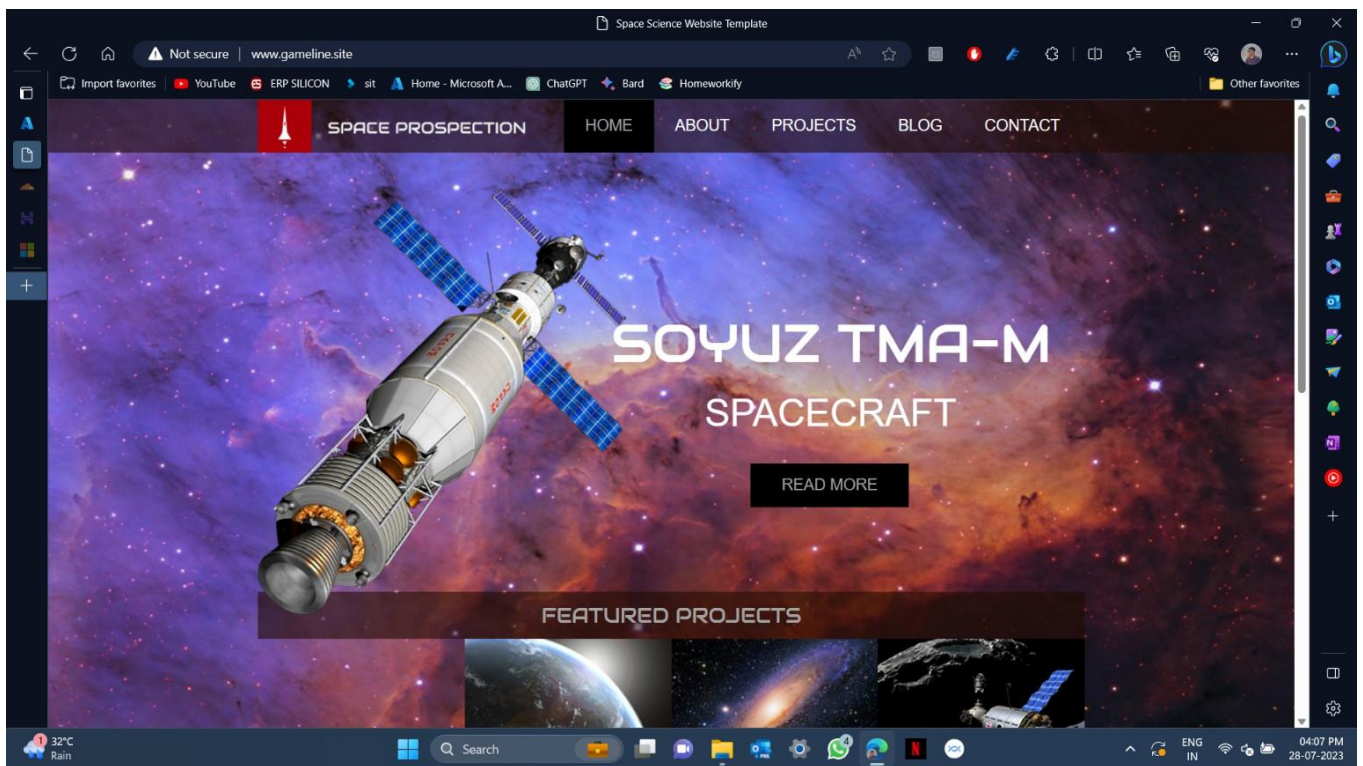 Space Science Website Template
Not secure | www.gameline.site
Import favorites YouTube ERP SILICON sit Home - Microsoft A... ChatGPT Bard Homeworkify Other favorites
SPACE PROSPECTION HOME ABOUT PROJECTS BLOG CONTACT
SOYUZ TMA-M
SPACECRAFT
READ MORE
FEATURED PROJECTS
1 32°C
Rain
Search
4
ENG
IN
04:07 PM
28-07-2023